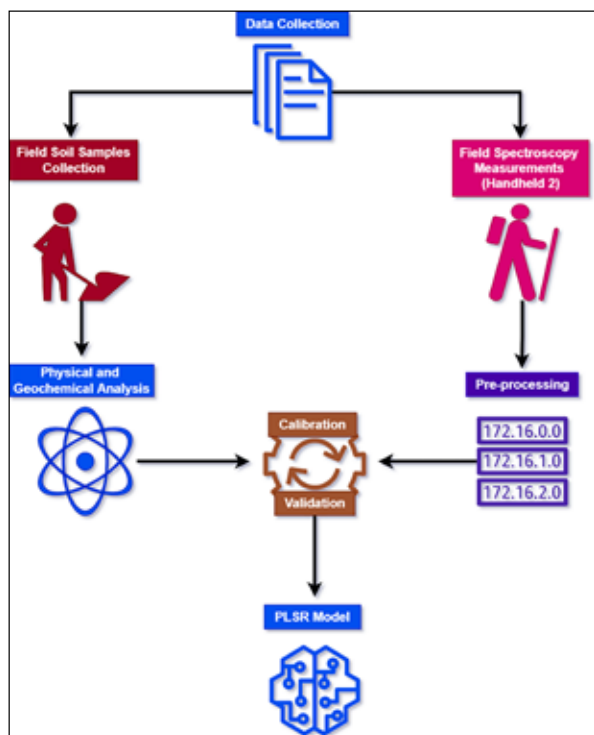 Data Collection
Field Soil Samples
Collection
Field Spectroscopy
Measurements
(Handheld 2)
Physical and
Geochemical Analysis
Pre-processing
172.16.0.0
172.16.1.0
172.16.2.0
Calibration
Validation
PLSR Model